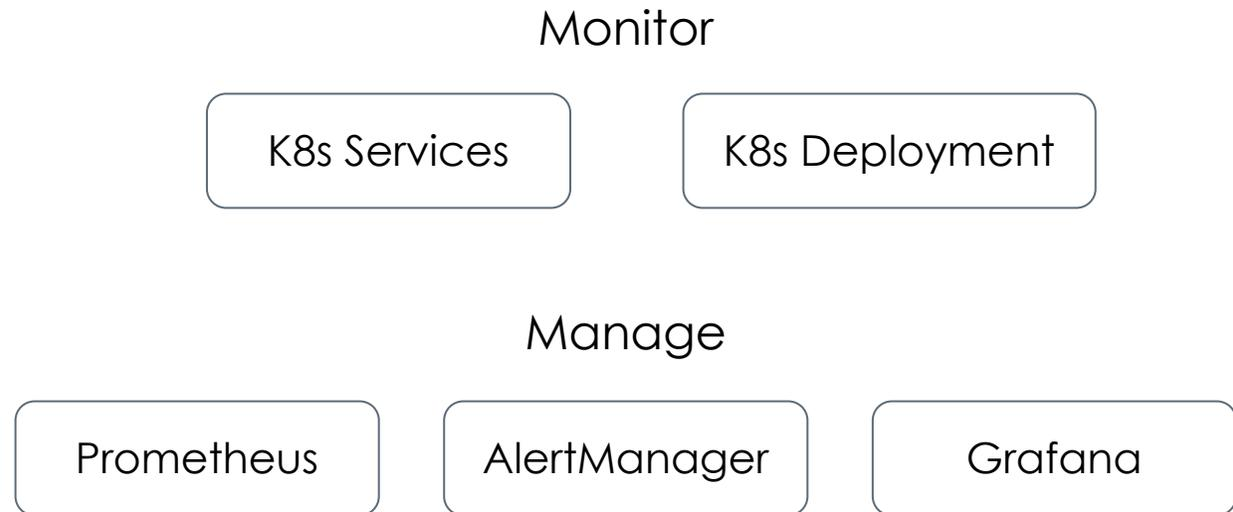 Monitor
K8s Services
K8s Deployment
Manage
Prometheus
AlertManager
Grafana